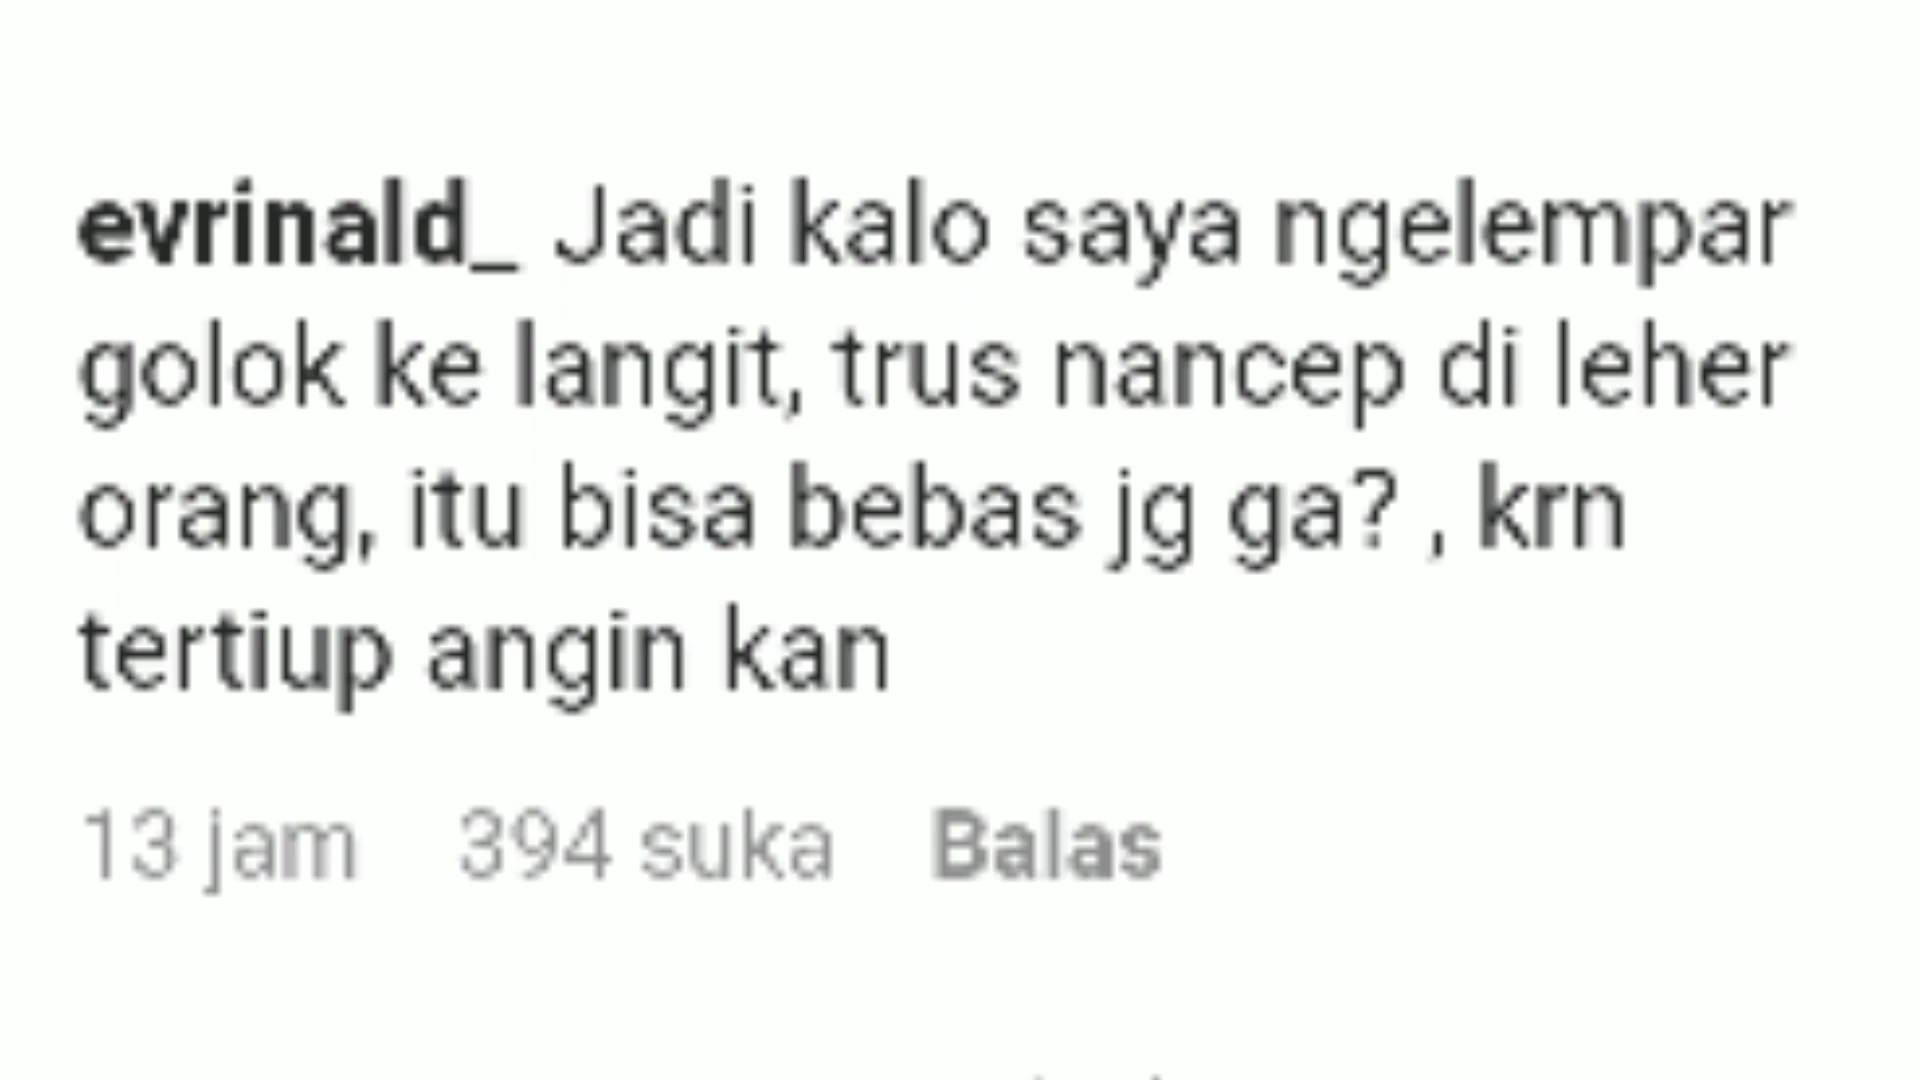 evrinald_ Jadi kalo saya ngelempar
golok ke langit, trus nancep di leher
orang, itu bisa bebas jg ga? , krn
tertiup angin kan
13 jam 394 suka Balas